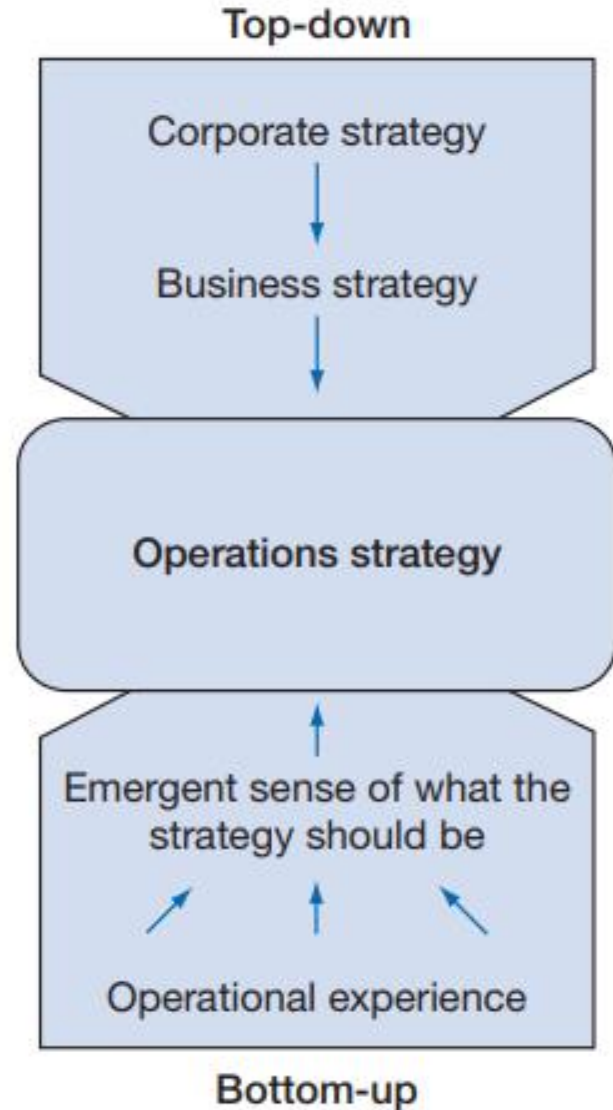 Top-down
Corporate strategy
Business strategy
Operations strategy
Emergent sense of what the
strategy should be
Operational experience
Bottom-up